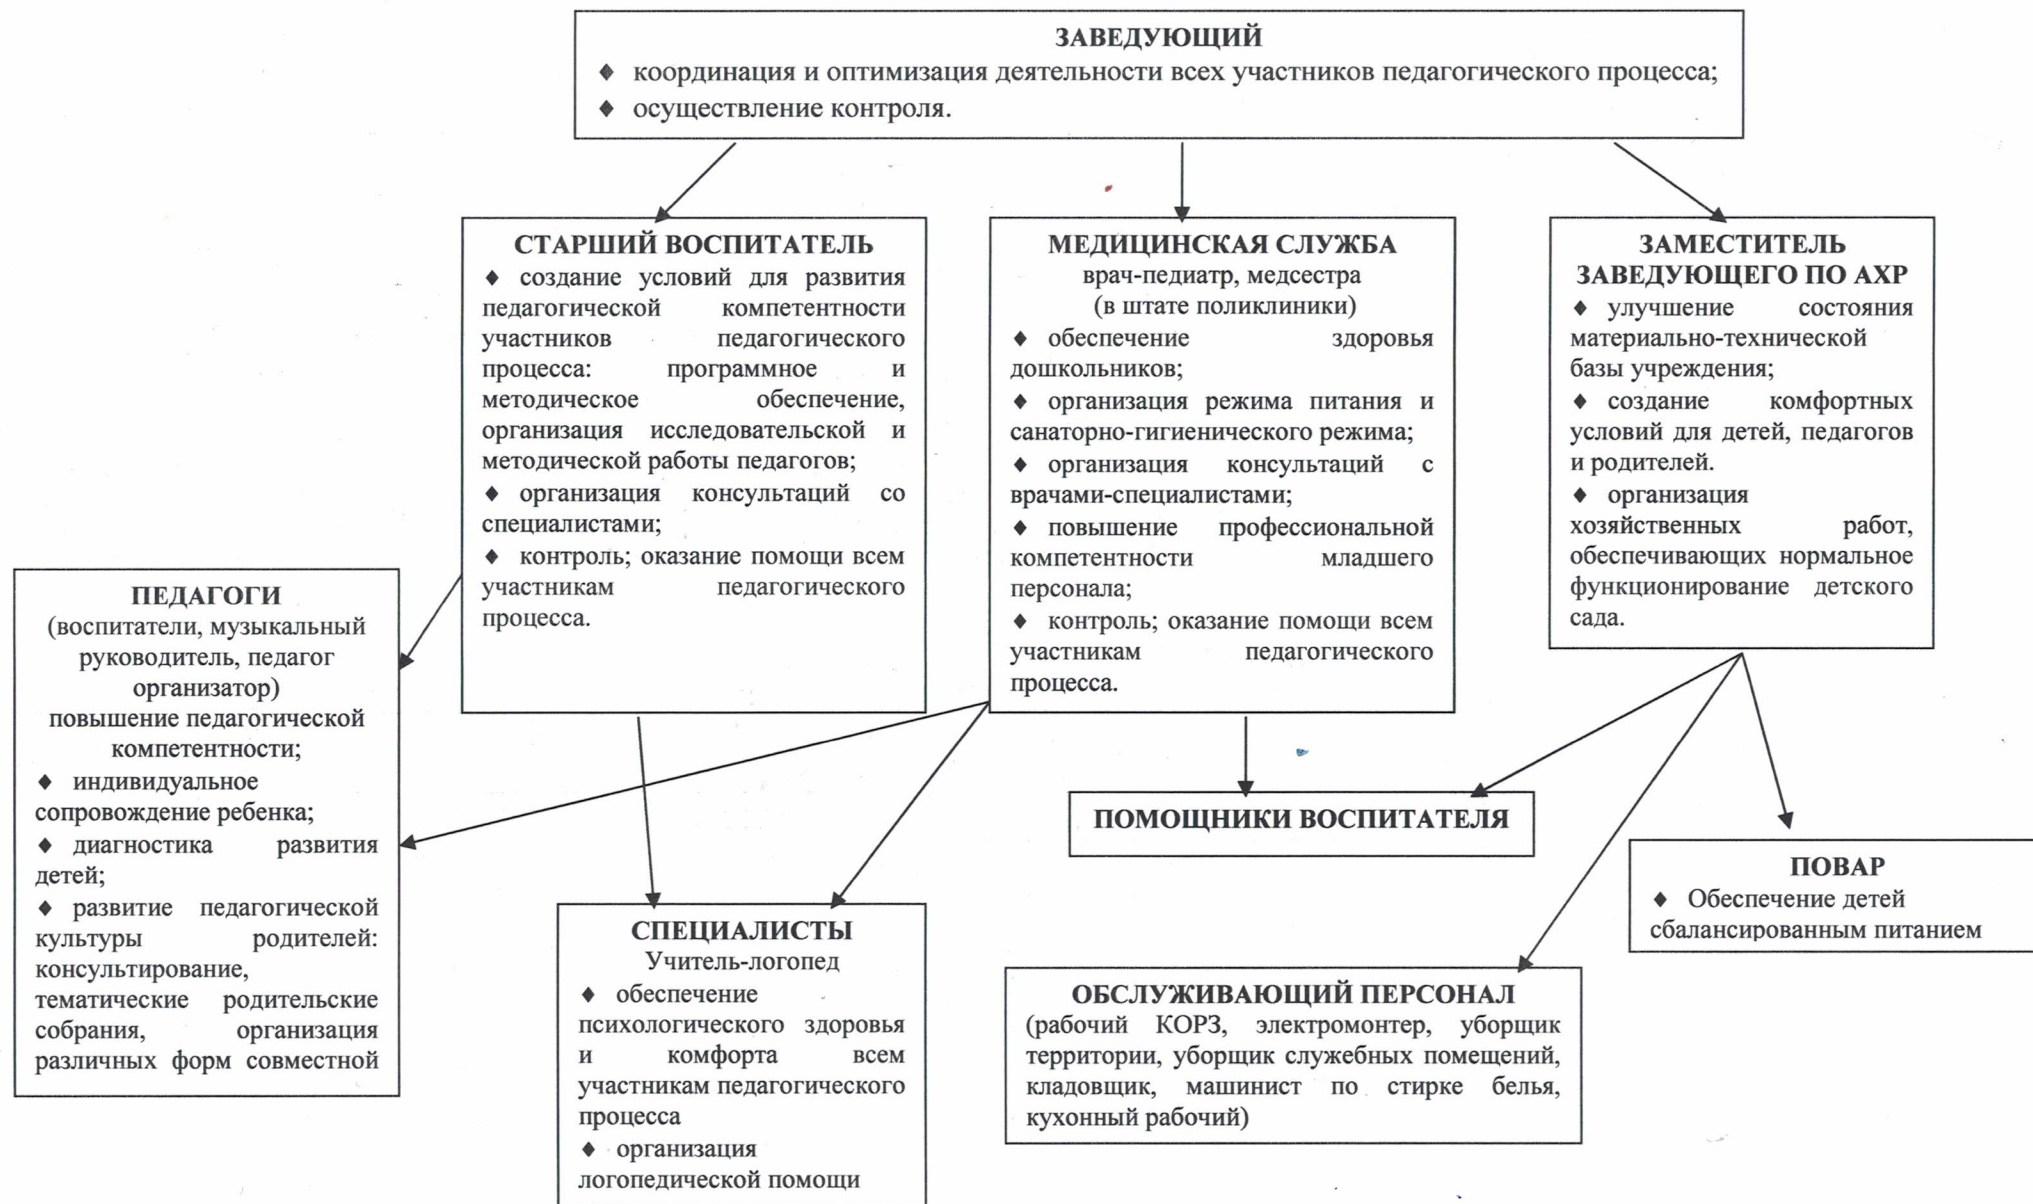 ЗАВЕДУЮЩИЙ
♦ координация и оптимизация деятельности всех участников педагогического процесса;
♦ осуществление контроля.
СТАРШИЙ ВОСПИТАТЕЛЬ
♦ создание условий для развития
педагогической компетентности
участников педагогического
процесса: программное и
методическое обеспечение,
организация исследовательской и
методической работы педагогов;
♦ организация консультаций со
специалистами;
♦ контроль; оказание помощи всем
участникам педагогического
процесса.
МЕДИЦИНСКАЯ СЛУЖБА
врач-педиатр, медсестра
(в штате поликлиники)
♦ обеспечение здоровья
дошкольников;
♦ организация режима питания и
санаторно-гигиенического режима;
♦ организация консультаций с
врачами-специалистами;
♦ повышение профессиональной
компетентности младшего
персонала;
♦ контроль; оказание помощи всем
участникам педагогического
процесса.
ЗАМЕСТИТЕЛЬ
ЗАВЕДУЮЩЕГО ПО АХР
♦ улучшение состояния
материально-технической
базы учреждения;
♦ создание комфортных
условий для детей, педагогов
и родителей.
♦ организация
хозяйственных работ,
обеспечивающих нормальное
функционирование детского
сада.
ПЕДАГОГИ
(воспитатели, музыкальный
руководитель, педагог
организатор)
повышение педагогической
компетентности;
♦ индивидуальное
сопровождение ребенка;
♦ диагностика развития
детей;
♦ развитие педагогической
культуры родителей:
консультирование,
тематические родительские
собрания, организация
различных форм совместной
СПЕЦИАЛИСТЫ
Учитель-логопед
♦ обеспечение
психологического здоровья
и комфорта всем
участникам педагогического
процесса
♦ организация
логопедической помощи
ПОМОЩНИКИ ВОСПИТАТЕЛЯ
ПОВАР
♦ Обеспечение детей
сбалансированным питанием
ОБСЛУЖИВАЮЩИЙ ПЕРСОНАЛ
(рабочий КОРЗ, электромонтер, уборщик
территории, уборщик служебных помещений,
кладовщик, машинист по стирке белья,
кухонный рабочий)